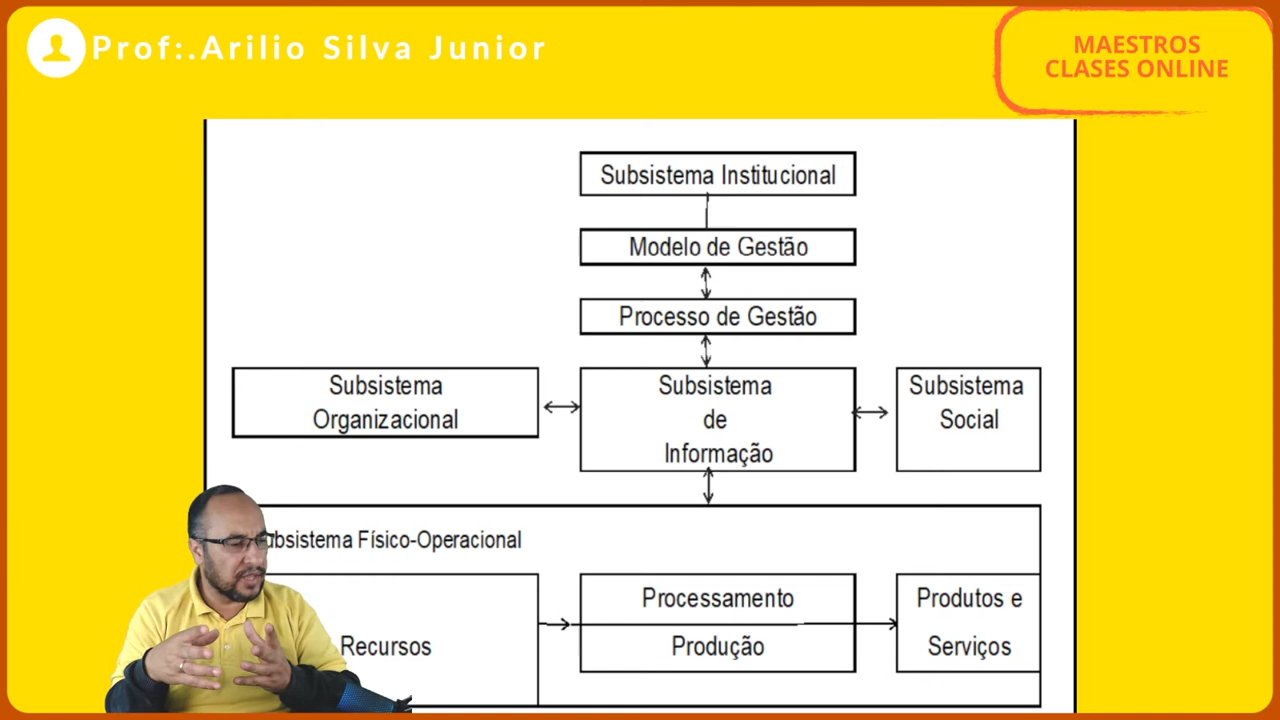 Prof:.Arilio Silva Junior
MAESTROS
CLASES ONLINE
Subsistema Institucional
Modelo de Gestão
Processo de Gestão
Subsistema
Organizacional
Subsistema
de
Informação
Subsistema
Social
ubsistema Físico-Operacional
Recursos
Processamento
Produção
Produtos e
Serviços